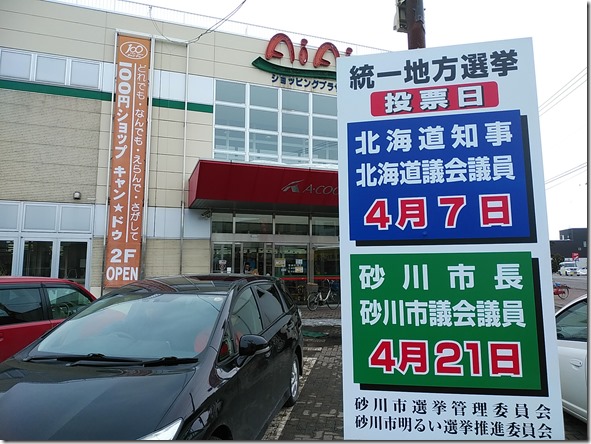 100
どれでも・なんでも・えらんで・さがして
100円ショップ キャン★ドゥ
2F
OPEN
AiAi
ショッピングプラ
A·COO
統一地方選挙
投票日
北海道知事
北海道議会議員
4月7日
砂川市長
砂川市議会議員
4月21日
砂川市選挙管理委員会
砂川市明るい選挙推進委員会